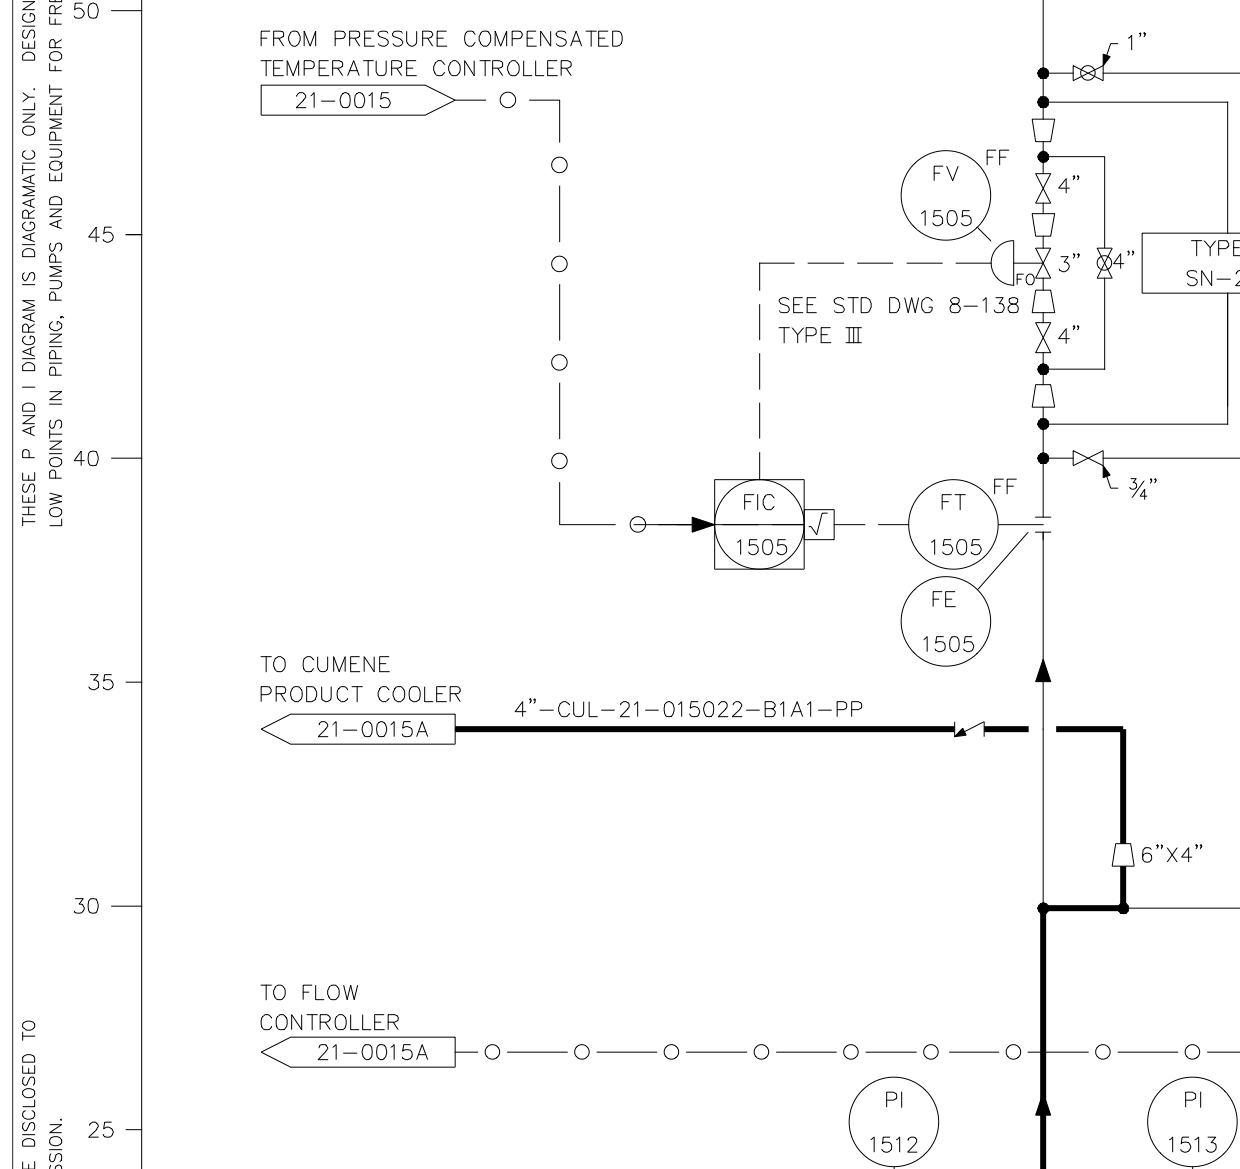 THESE P AND I DIAGRAM IS DIAGRAMATIC ONLY. DESIGN
LOW POINTS IN PIPING, PUMPS AND EQUIPMENT FOR FRE
E DISCLOSED TO
SSION.
50
45
40
35
30
25
FROM PRESSURE COMPENSATED
TEMPERATURE CONTROLLER
21-0015
1"
FV
1505
FF
4"
3"
4"
FO
TYPE
SN-2
SEE STD DWG 8-138
TYPE III
4"
3/4"
FIC
1505
√
FT
1505
FF
FE
1505
TO CUMENE
PRODUCT COOLER
21-0015A
4"-CUL-21-015022-B1A1-PP
6"X4"
TO FLOW
CONTROLLER
21-0015A
PI
1512
PI
1513